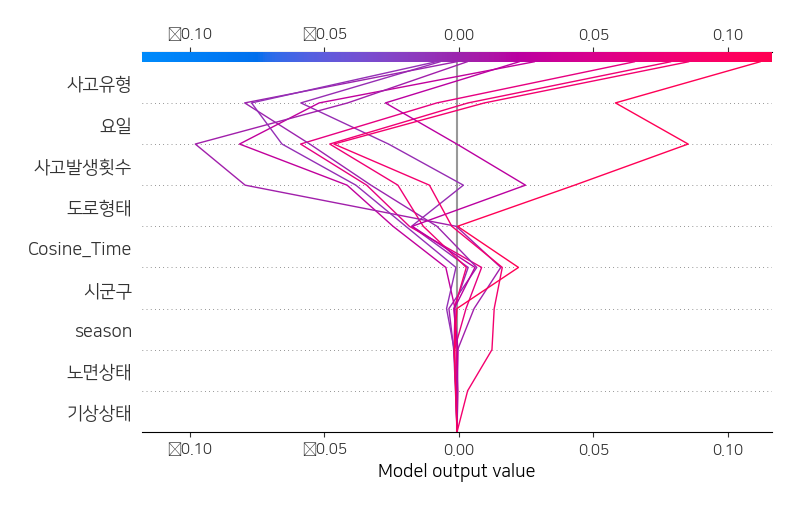 ▯0.10 ▯0.05 0.00 0.05 0.10
사고유형
요일
사고발생횟수
도로형태
Cosine_Time
시군구
season
노면상태
기상상태
▯0.10 ▯0.05 0.00 0.05 0.10
Model output value